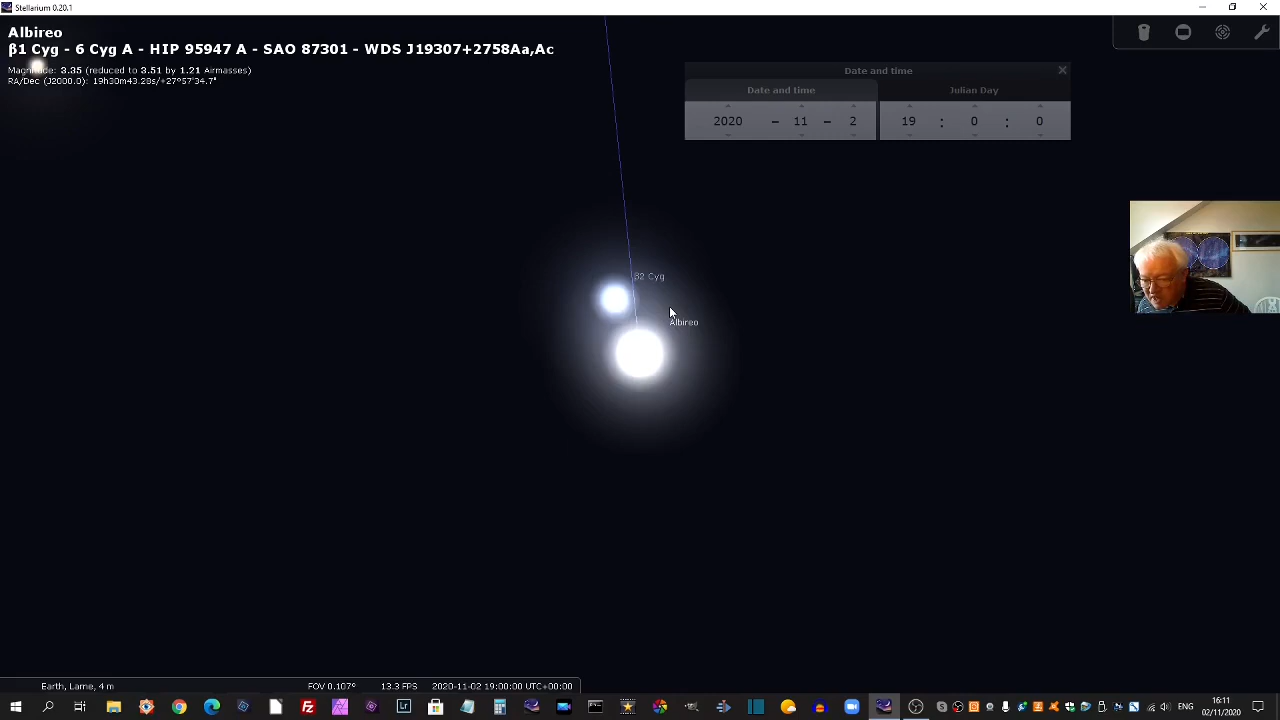 Stellarium 0.20.1
Albireo
β1 Cyg - 6 Cyg A - HIP 95947 A - SAO 87301 - WDS J19307+2758Aa,Ac
Magnitude: 3.35 (reduced to 3.51 by 1.21 Airmasses)
RA/Dec (J2000.0): 19h30m43.28s/+27°57'34.7"
Date and time
Date and time Julian Day
2020 - 11 - 2 19 : 0 : 0
β2 Cyg
Albireo
Earth, Larne, 4 m FOV 0.107° 13.3 FPS 2020-11-02 19:00:00 UTC+00:00
Lr
ENG
16:11
02/11/2020